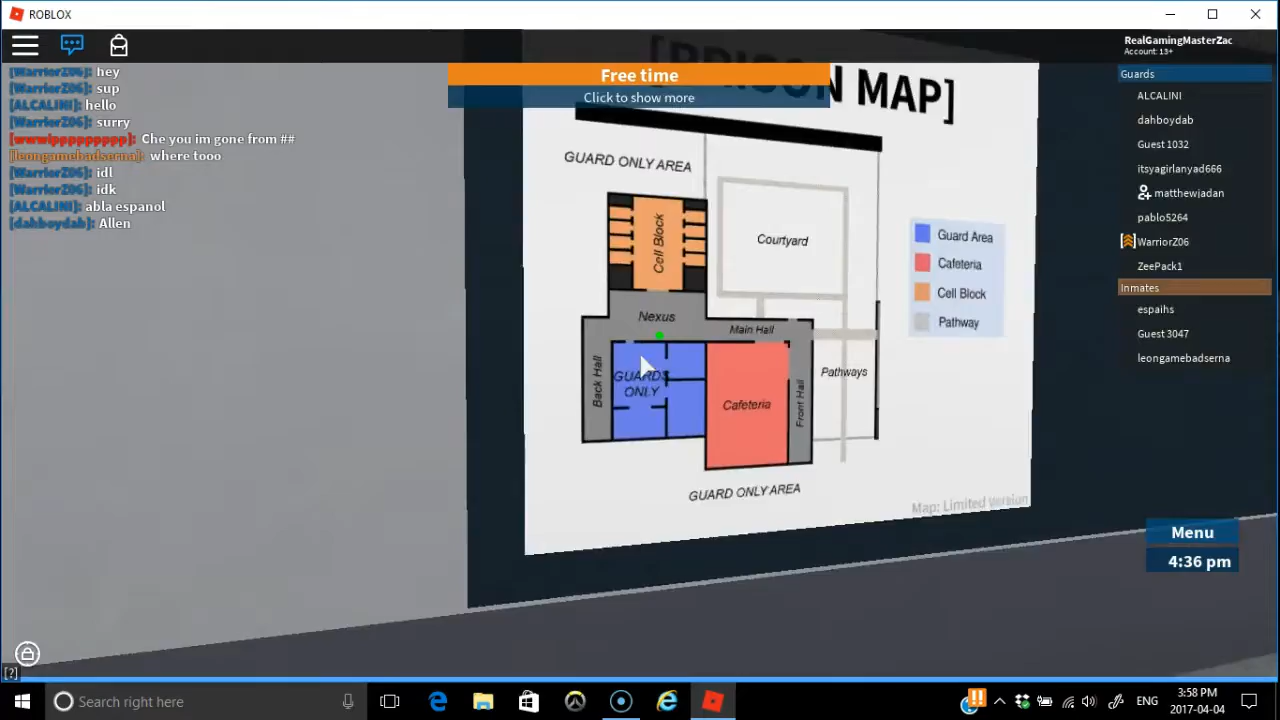 ROBLOX
RealGamingMasterZac
Account: 13+
[WarriorZ06]: hey
[WarriorZ06]: sup
[ALCALINI]: hello
[WarriorZ06]: surry
Che you im gone from ##
[leongamebadserna]: where tooo
[WarriorZ06]: idl
[WarriorZ06]: idk
[ALCALINI]: abla espanol
[dahboydab]: Allen
Free time
Click to show more
MAP]
GUARD ONLY AREA
Cell Block
Courtyard
Nexus
Main Hall
Back Hall
GUARDS
ONLY
Cafeteria
Front Hall
Pathways
GUARD ONLY AREA
Guard Area
Cafeteria
Cell Block
Pathway
Map: Limited Version
Guards
ALCALINI
dahboydab
Guest 1032
itsyagirlanyad666
matthewjadan
pablo5264
WarriorZ06
ZeePack1
Inmates
espaihs
Guest 3047
leongamebadserna
Menu
4:36 pm
[?]
Search right here
ENG
3:58 PM
2017-04-04